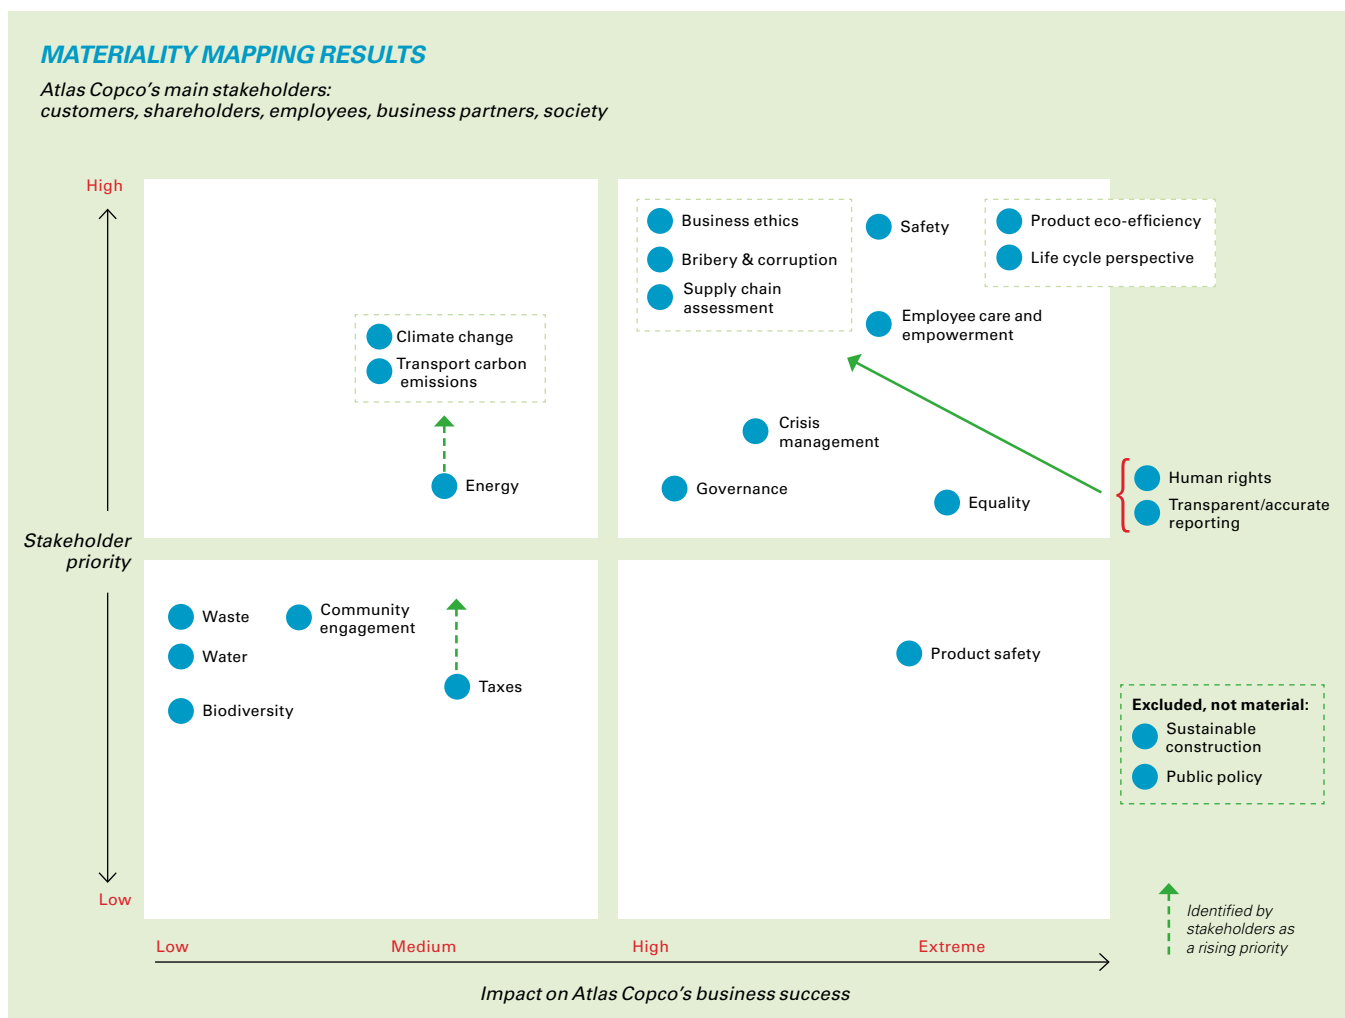 MATERIALITY MAPPING RESULTS
Atlas Copco's main stakeholders:
customers, shareholders, employees, business partners, society
High
Business ethics
Bribery & corruption
Supply chain
assessment
Safety
Product eco-efficiency
Life cycle perspective
Employee care and
empowerment
Climate change
Transport carbon
emissions
Crisis
management
Energy
Governance
Equality
Human rights
Transparent/accurate
reporting
Stakeholder
priority
Waste
Community
engagement
Water
Taxes
Biodiversity
Product safety
Excluded, not material:
Sustainable
construction
Public policy
Low
Identified by
stakeholders as
a rising priority
Low
Medium
High
Extreme
Impact on Atlas Copco's business success